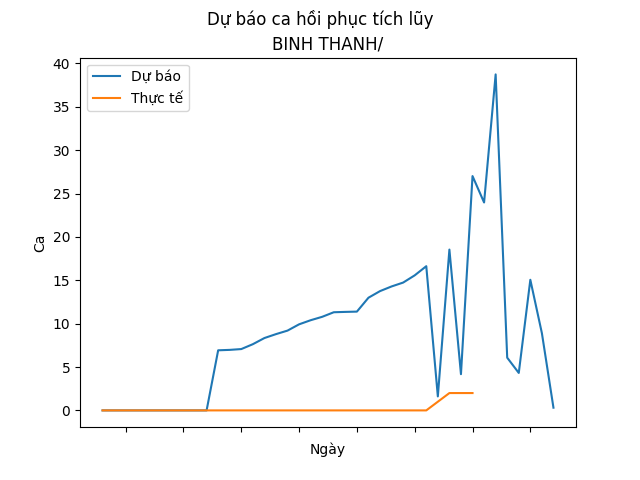 Dự báo ca hồi phục tích lũy
BINH THANH/
Dự báo
Thực tế
40
35
30
25
20
15
10
5
0
Ca
Ngày